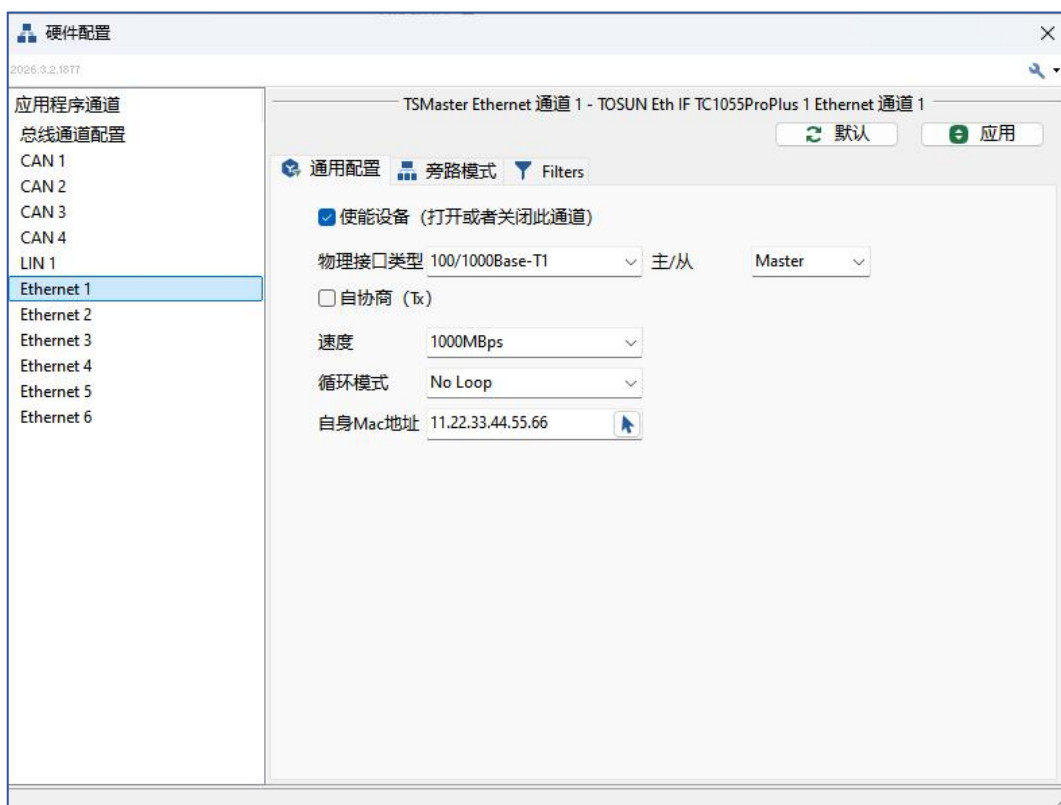 硬件配置
2026.3.2.1677
应用程序通道
总线通道配置
CAN 1
CAN 2
CAN 3
CAN 4
LIN 1
Ethernet 1
Ethernet 2
Ethernet 3
Ethernet 4
Ethernet 5
Ethernet 6
TSMaster Ethernet 通道 1 - TOSUN Eth IF TC1055ProPlus 1 Ethernet 通道 1
默认 应用
通用配置 旁路模式 Filters
使能设备（打开或者关闭此通道）
物理接口类型 100/1000Base-T1 主/从 Master
自协商（Tx）
速度 1000MBps
循环模式 No Loop
自身Mac地址 11.22.33.44.55.66